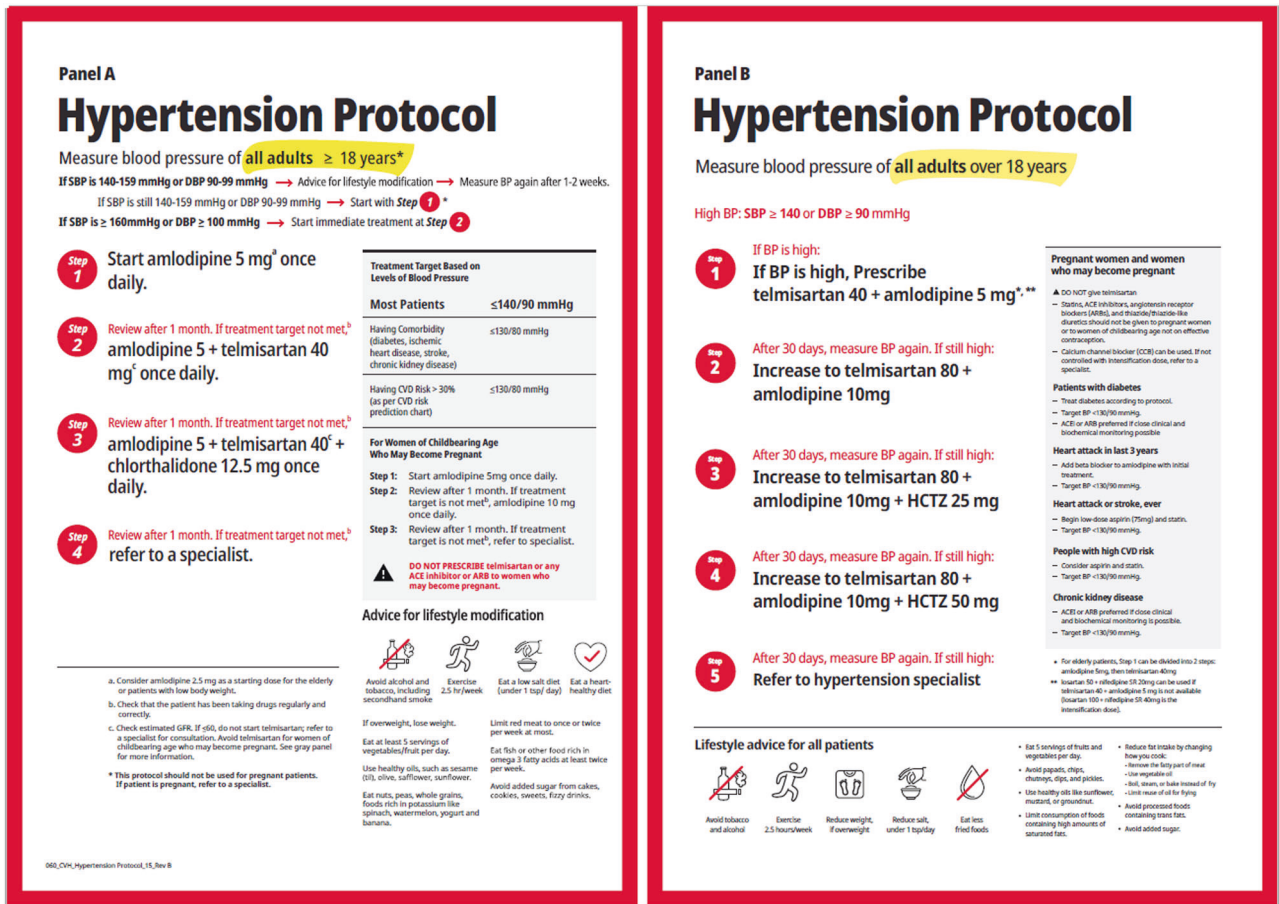 Panel A
Hypertension Protocol
Measure blood pressure of all adults ≥ 18 years*
If SBP is 140-159 mmHg or DBP 90-99 mmHg → Advice for lifestyle modification → Measure BP again after 1-2 weeks.
If SBP is still 140-159 mmHg or DBP 90-99 mmHg → Start with Step 1 *
If SBP is ≥ 160mmHg or DBP ≥ 100 mmHg → Start immediate treatment at Step 2
Step 1
Start amlodipine 5 mgª once
daily.
Step 2
Review after 1 month. If treatment target not met,ᵇ
amlodipine 5 + telmisartan 40
mgᶜ once daily.
Step 3
Review after 1 month. If treatment target not met,ᵇ
amlodipine 5 + telmisartan 40ᶜ +
chlorthalidone 12.5 mg once
daily.
Step 4
Review after 1 month. If treatment target not met,ᵇ
refer to a specialist.
a. Consider amlodipine 2.5 mg as a starting dose for the elderly
or patients with low body weight.
b. Check that the patient has been taking drugs regularly and
correctly.
c. Check estimated GFR. If ≤60, do not start telmisartan; refer to
a specialist for consultation. Avoid telmisartan for women of
childbearing age who may become pregnant. See gray panel
for more information.
* This protocol should not be used for pregnant patients.
If patient is pregnant, refer to a specialist.
060_CVH_Hypertension Protocol_15_Rev B
Treatment Target Based on
Levels of Blood Pressure
Most Patients ≤140/90 mmHg
Having Comorbidity ≤130/80 mmHg
(diabetes, ischemic
heart disease, stroke,
chronic kidney disease)
Having CVD Risk > 30% ≤130/80 mmHg
(as per CVD risk
prediction chart)
For Women of Childbearing Age
Who May Become Pregnant
Step 1: Start amlodipine 5mg once daily.
Step 2: Review after 1 month. If treatment
target is not metᵇ, amlodipine 10 mg
once daily.
Step 3: Review after 1 month. If treatment
target is not metᵇ, refer to specialist.
DO NOT PRESCRIBE telmisartan or any
ACE inhibitor or ARB to women who
may become pregnant.
Advice for lifestyle modification
Avoid alcohol and
tobacco, including
secondhand smoke
Exercise
2.5 hr/week
Eat a low salt diet
(under 1 tsp/ day)
Eat a heart-
healthy diet
If overweight, lose weight.
Eat at least 5 servings of
vegetables/fruit per day.
Use healthy oils, such as sesame
(til), olive, safflower, sunflower.
Eat nuts, peas, whole grains,
foods rich in potassium like
spinach, watermelon, yogurt and
banana.
Limit red meat to once or twice
per week at most.
Eat fish or other food rich in
omega 3 fatty acids at least twice
per week.
Avoid added sugar from cakes,
cookies, sweets, fizzy drinks.
Panel B
Hypertension Protocol
Measure blood pressure of all adults over 18 years
High BP: SBP ≥ 140 or DBP ≥ 90 mmHg
Step 1
If BP is high:
If BP is high, Prescribe
telmisartan 40 + amlodipine 5 mg*, **
Step 2
After 30 days, measure BP again. If still high:
Increase to telmisartan 80 +
amlodipine 10mg
Step 3
After 30 days, measure BP again. If still high:
Increase to telmisartan 80 +
amlodipine 10mg + HCTZ 25 mg
Step 4
After 30 days, measure BP again. If still high:
Increase to telmisartan 80 +
amlodipine 10mg + HCTZ 50 mg
Step 5
After 30 days, measure BP again. If still high:
Refer to hypertension specialist
Pregnant women and women
who may become pregnant
▲ DO NOT give telmisartan
— Statins, ACE inhibitors, angiotensin receptor
blockers (ARBs), and thiazide/thiazide-like
diuretics should not be given to pregnant women
or to women of childbearing age not on effective
contraception.
— Calcium channel blocker (CCB) can be used. If not
controlled with intensification dose, refer to a
specialist.
Patients with diabetes
— Treat diabetes according to protocol.
— Target BP <130/90 mmHg.
— ACEI or ARB preferred if close clinical and
biochemical monitoring possible
Heart attack in last 3 years
— Add beta blocker to amlodipine with initial
treatment.
— Target BP <130/90 mmHg.
Heart attack or stroke, ever
— Begin low-dose aspirin (75mg) and statin.
— Target BP <130/90 mmHg.
People with high CVD risk
— Consider aspirin and statin.
— Target BP <130/90 mmHg.
Chronic kidney disease
— ACEI or ARB preferred if close clinical
and biochemical monitoring is possible.
— Target BP <130/90 mmHg.
* For elderly patients, Step 1 can be divided into 2 steps:
amlodipine 5mg, then telmisartan 40mg
** losartan 50 + nifedipine SR 20mg can be used if
telmisartan 40 + amlodipine 5 mg is not available
(losartan 100 + nifedipine SR 40mg is the
intensification dose).
Lifestyle advice for all patients
Avoid tobacco
and alcohol
Exercise
2.5 hours/week
Reduce weight,
if overweight
Reduce salt,
under 1 tsp/day
Eat less
fried foods
• Eat 5 servings of fruits and
vegetables per day.
• Avoid papads, chips,
chutneys, dips, and pickles.
• Use healthy oils like sunflower,
mustard, or groundnut.
• Limit consumption of foods
containing high amounts of
saturated fats.
• Reduce fat intake by changing
how you cook:
- Remove the fatty part of meat
- Use vegetable oil
- Boil, steam, or bake instead of fry
- Limit reuse of oil for frying
• Avoid processed foods
containing trans fats.
• Avoid added sugar.